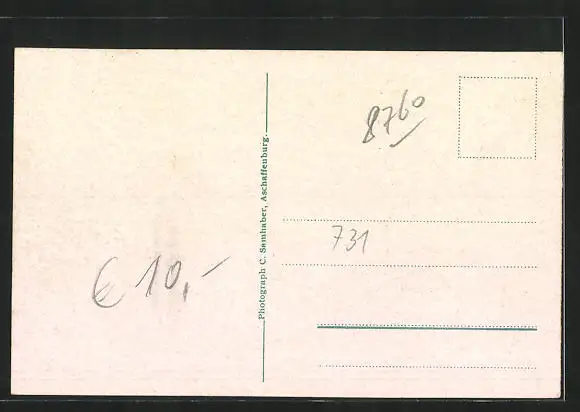 € 10,-
Photograph C. Samhaber, Aschaffenburg.
8760
731